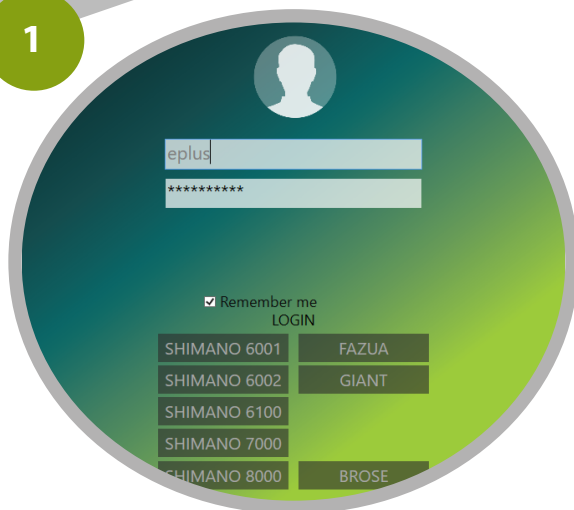 1
eplus
**********
Remember me
LOGIN
SHIMANO 6001 FAZUA
SHIMANO 6002 GIANT
SHIMANO 6100
SHIMANO 7000
SHIMANO 8000 BROSE